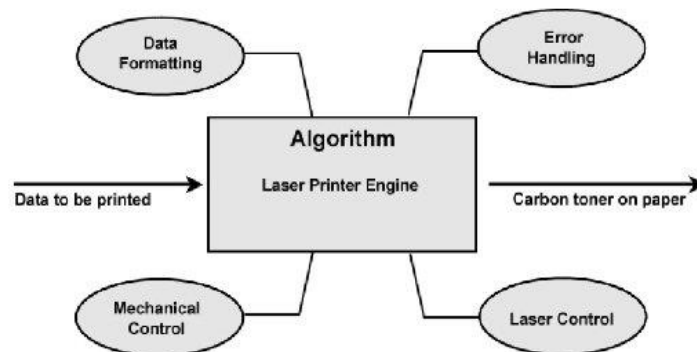 Data
Formatting
Error
Handling
Algorithm
Laser Printer Engine
Data to be printed
Carbon toner on paper
Mechanical
Control
Laser Control